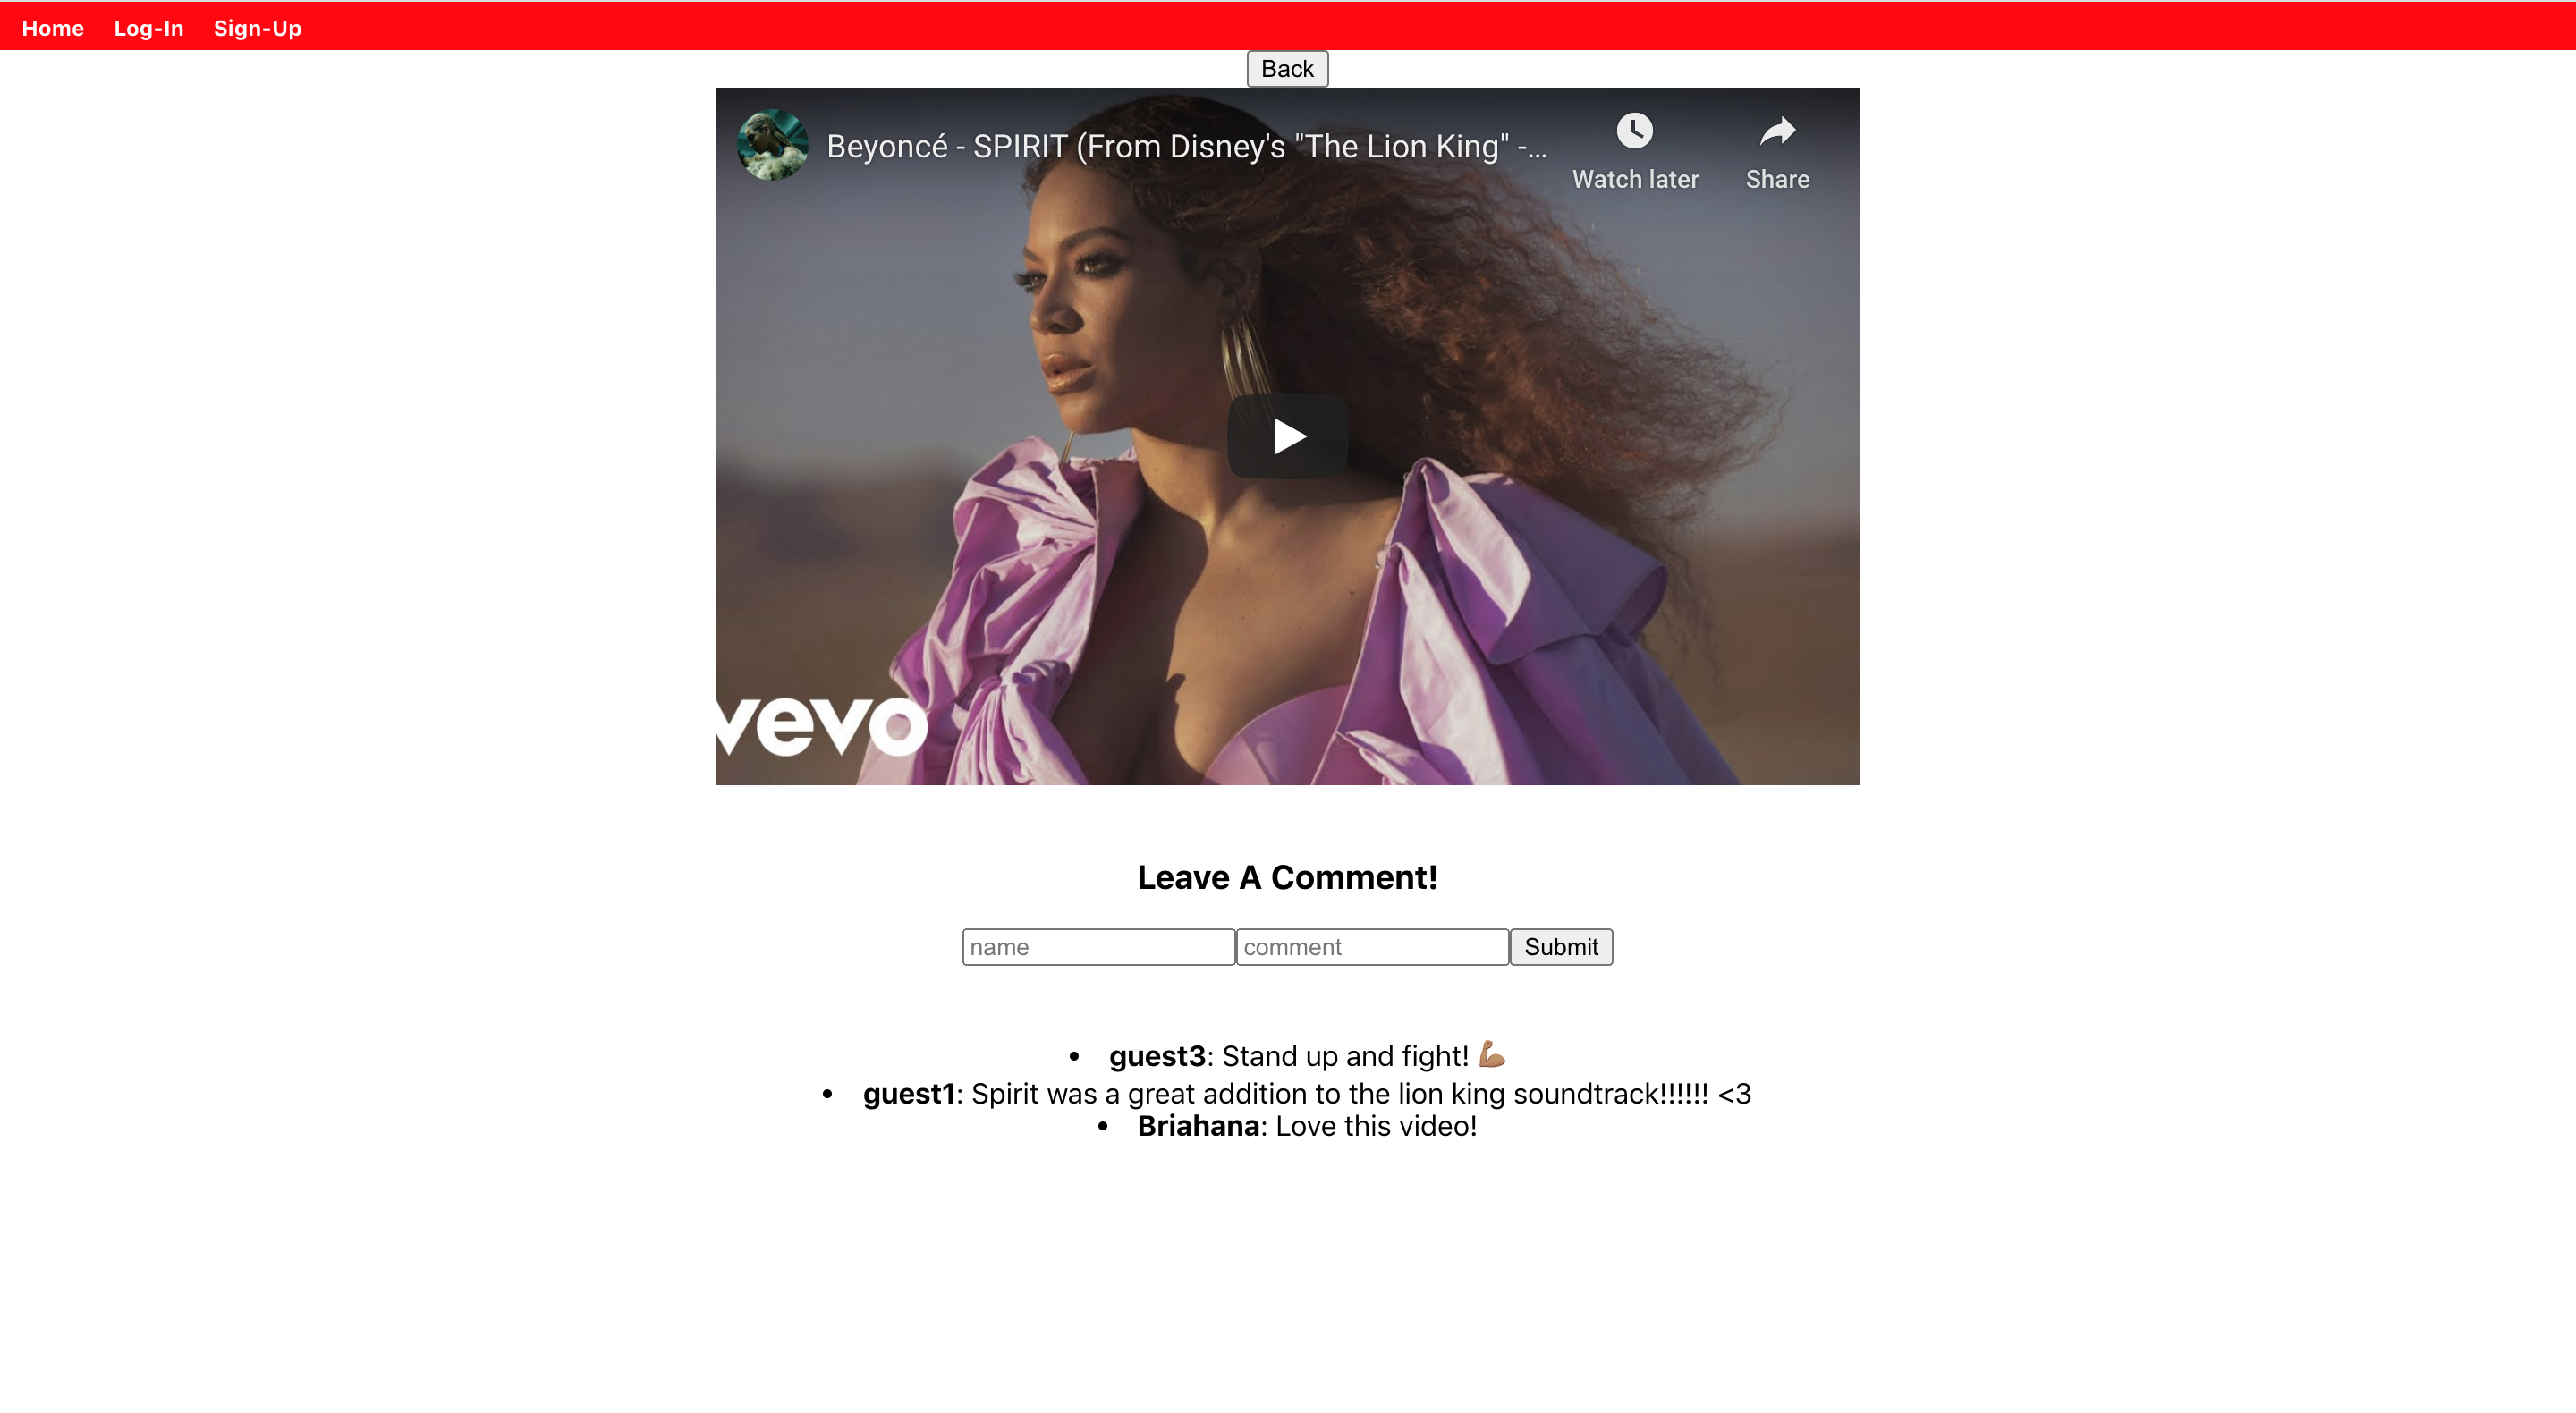 Home Log-In Sign-Up
Back
Beyoncé - SPIRIT (From Disney's "The Lion King" -...
Watch later Share
vevo
Leave A Comment!
name comment Submit
• guest3: Stand up and fight! 💪🏽
• guest1: Spirit was a great addition to the lion king soundtrack!!!!!! <3
• Briahana: Love this video!